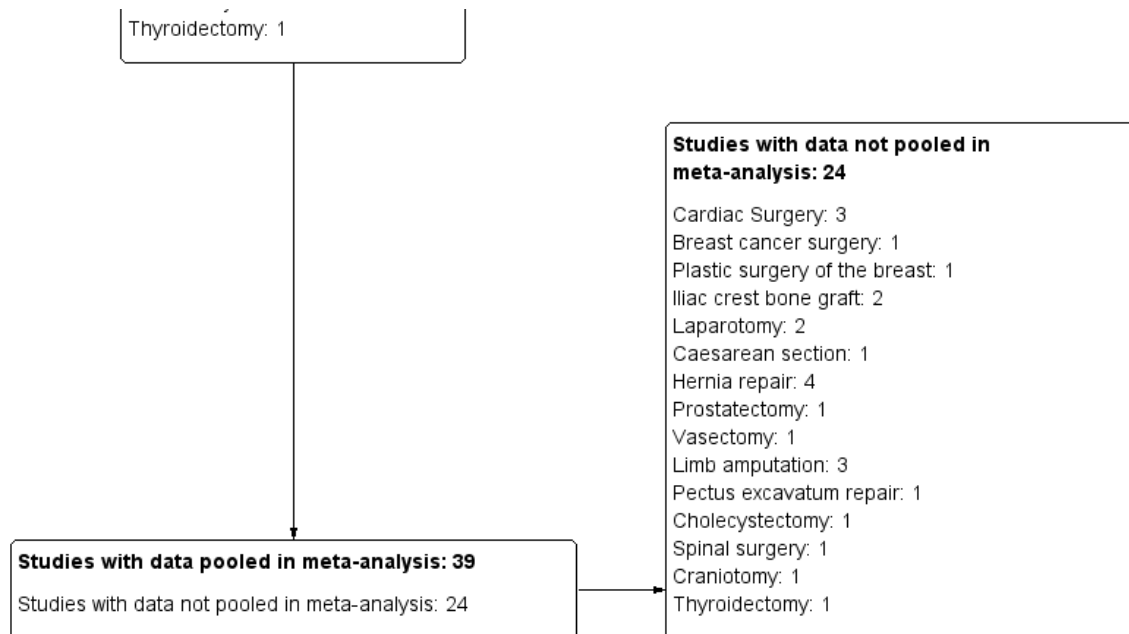 Thyroidectomy: 1
Studies with data not pooled in
meta-analysis: 24
Cardiac Surgery: 3
Breast cancer surgery: 1
Plastic surgery of the breast: 1
Iliac crest bone graft: 2
Laparotomy: 2
Caesarean section: 1
Hernia repair: 4
Prostatectomy: 1
Vasectomy: 1
Limb amputation: 3
Pectus excavatum repair: 1
Cholecystectomy: 1
Spinal surgery: 1
Craniotomy: 1
Thyroidectomy: 1
Studies with data pooled in meta-analysis: 39
Studies with data not pooled in meta-analysis: 24